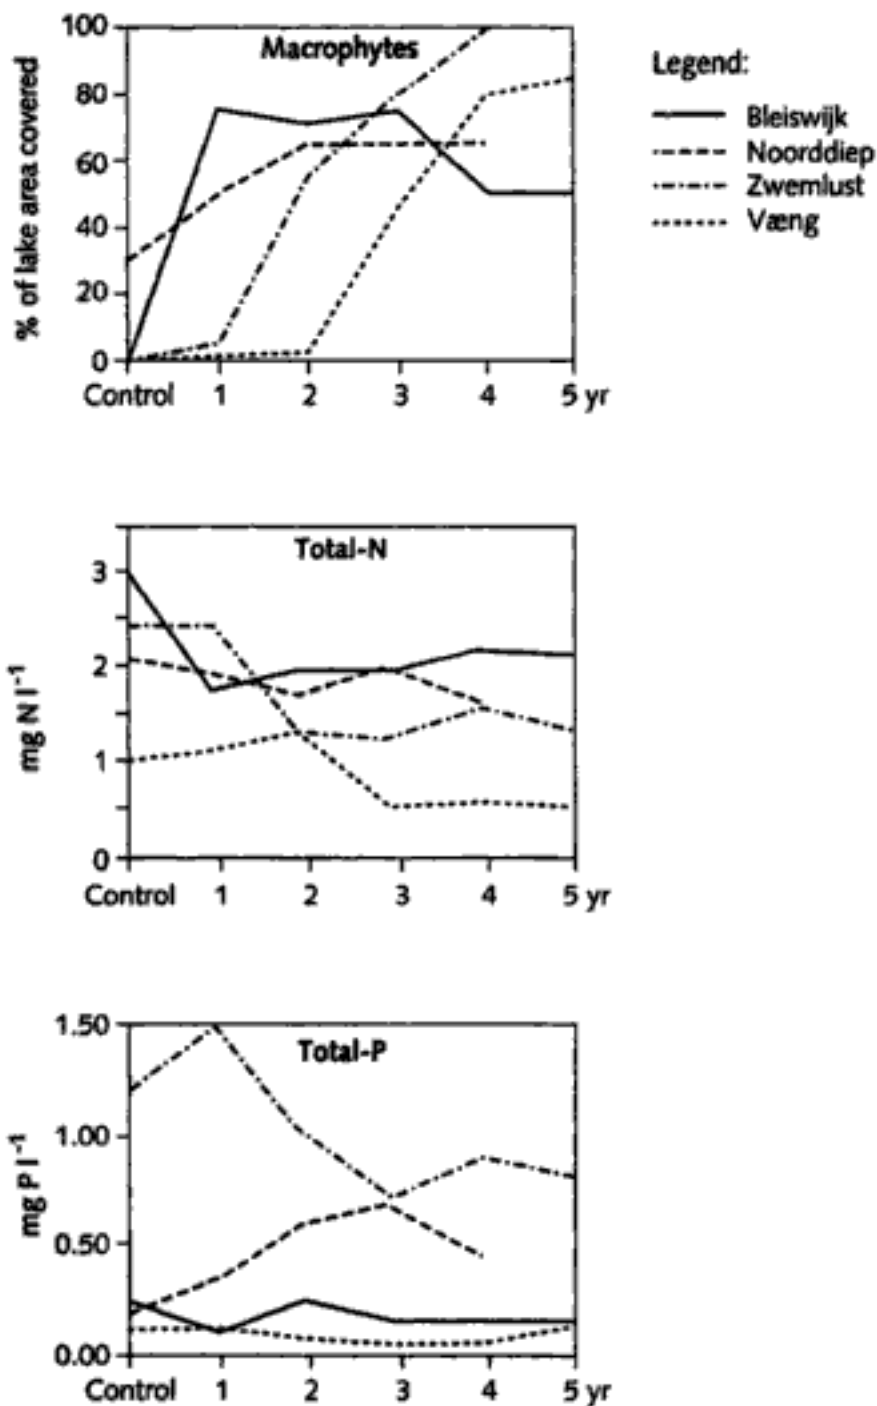 Macrophytes
% of lake area covered
100
80
60
40
20
0
Control 1 2 3 4 5 yr
Legend:
Bleiswijk
Noorddiep
Zwemlust
Væng
Total-N
mg N l⁻¹
3
2
1
0
Control 1 2 3 4 5 yr
Total-P
mg P l⁻¹
1.50
1.00
0.50
0.00
Control 1 2 3 4 5 yr